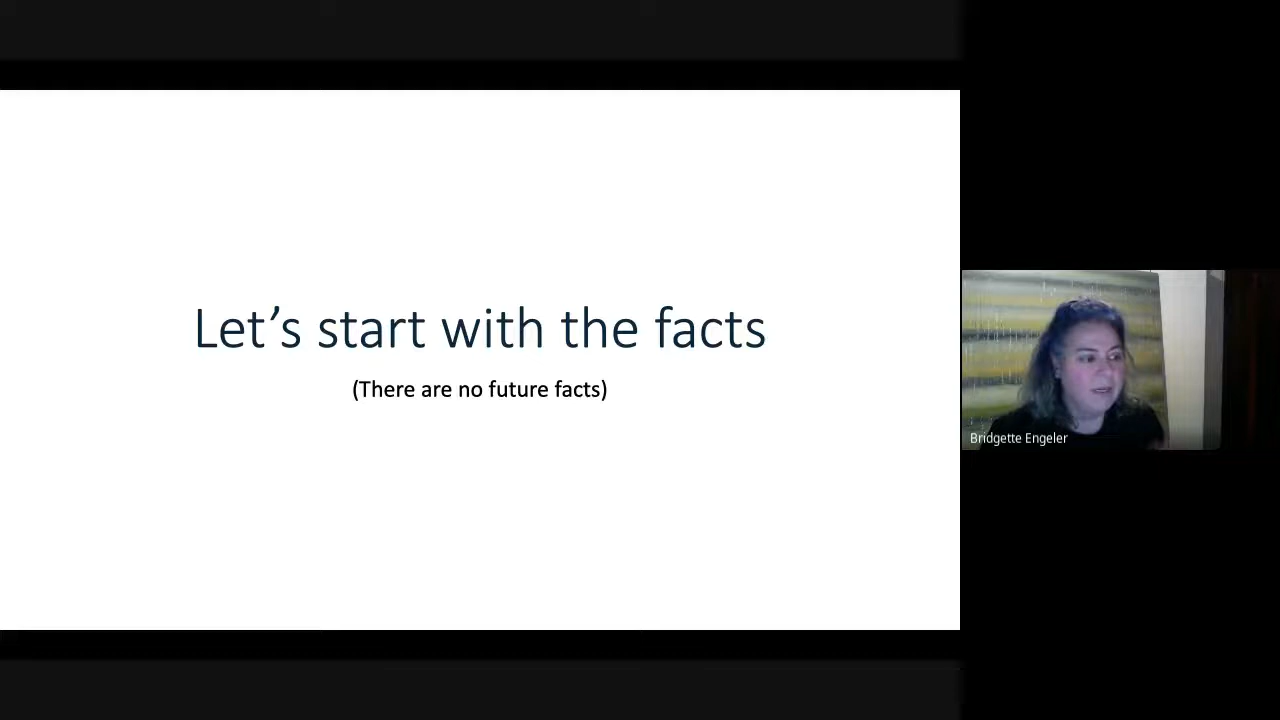 Let’s start with the facts
(There are no future facts)
Bridgette Engeler